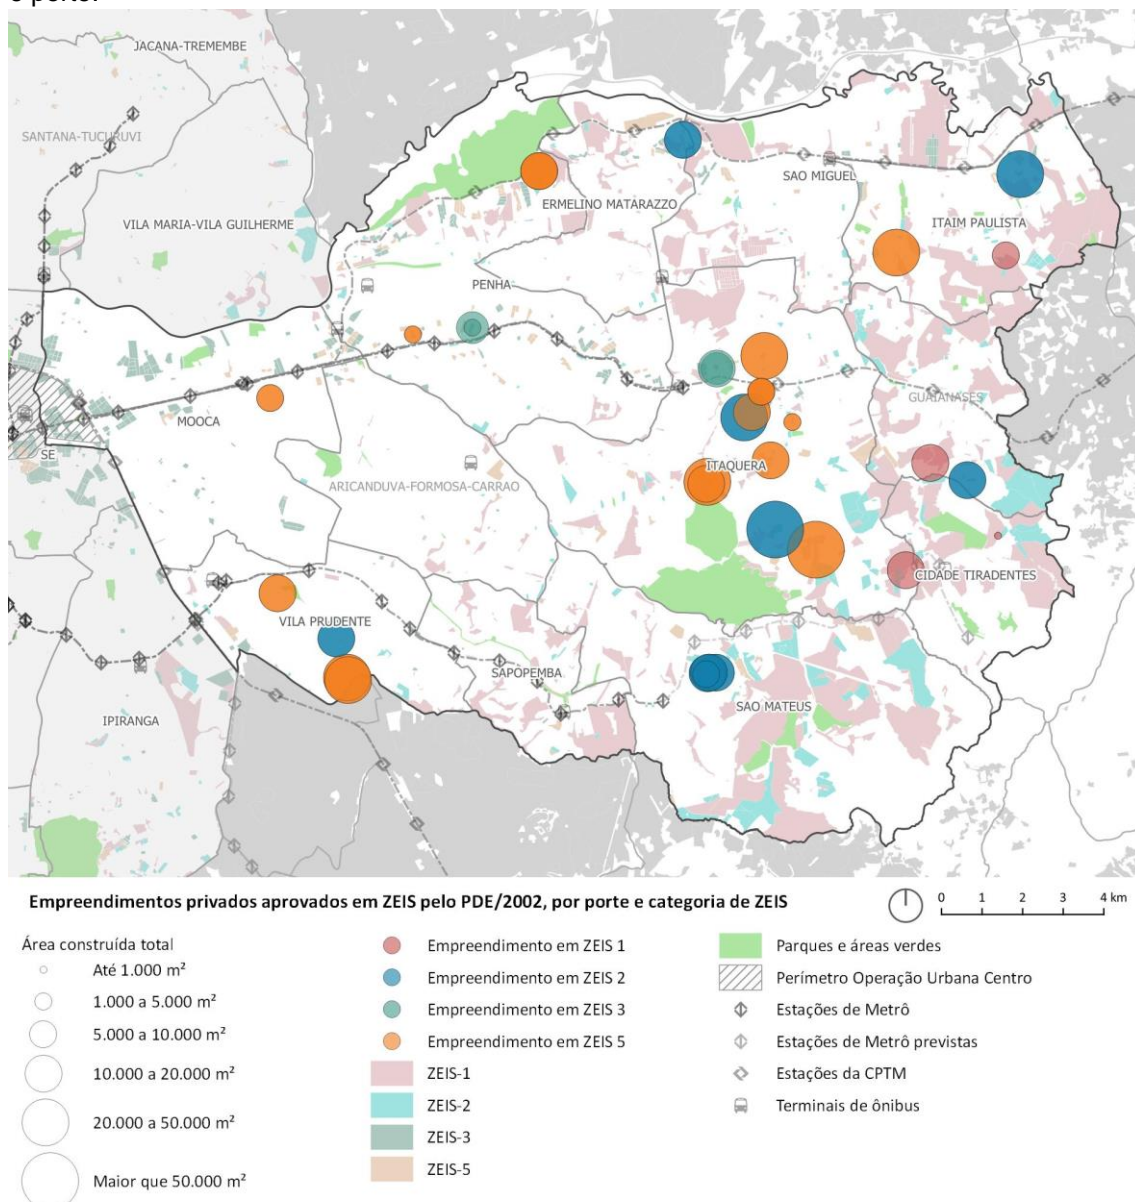 e porte.
JACANA-TREMEMBE
SANTANA-TUCURUVI
SAO MIGUEL
ERMELINO MATARAZZO
VILA MARIA-VILA GUILHERME
ITAIM PAULISTA
PENHA
GUAIANASES
MOOCA
SE
ITAQUERA
ARICANDUVA-FORMOSA-CARRAO
CIDADE TIRADENTES
VILA PRUDENTE
SAPOPEMBA
SAO MATEUS
IPIRANGA
Empreendimentos privados aprovados em ZEIS pelo PDE/2002, por porte e categoria de ZEIS
0 1 2 3 4 km
Área construída total
Até 1.000 m²
1.000 a 5.000 m²
5.000 a 10.000 m²
10.000 a 20.000 m²
20.000 a 50.000 m²
Maior que 50.000 m²
Empreendimento em ZEIS 1
Empreendimento em ZEIS 2
Empreendimento em ZEIS 3
Empreendimento em ZEIS 5
ZEIS-1
ZEIS-2
ZEIS-3
ZEIS-5
Parques e áreas verdes
Perímetro Operação Urbana Centro
Estações de Metrô
Estações de Metrô previstas
Estações da CPTM
Terminais de ônibus